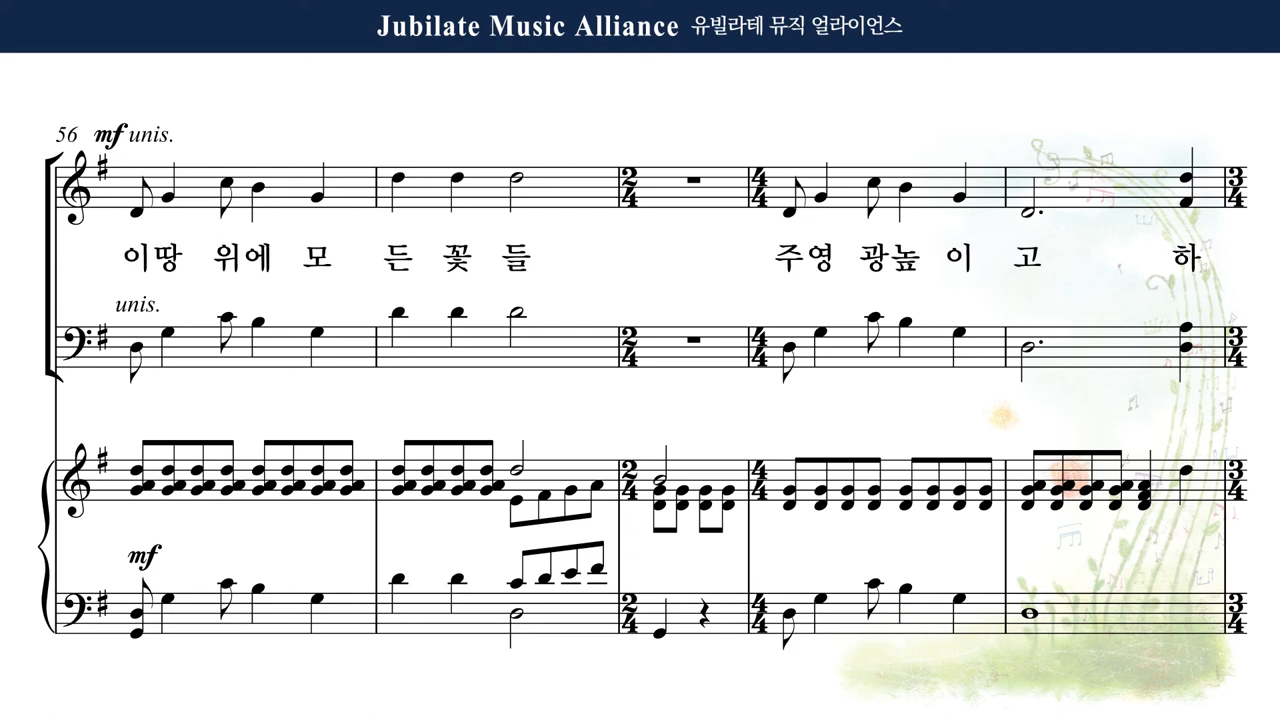 Jubilate Music Alliance 유빌라테 뮤직 얼라이언스
56 mf unis.
이땅 위에 모 든 꽃 들 주영 광높 이 고 하
unis.
mf